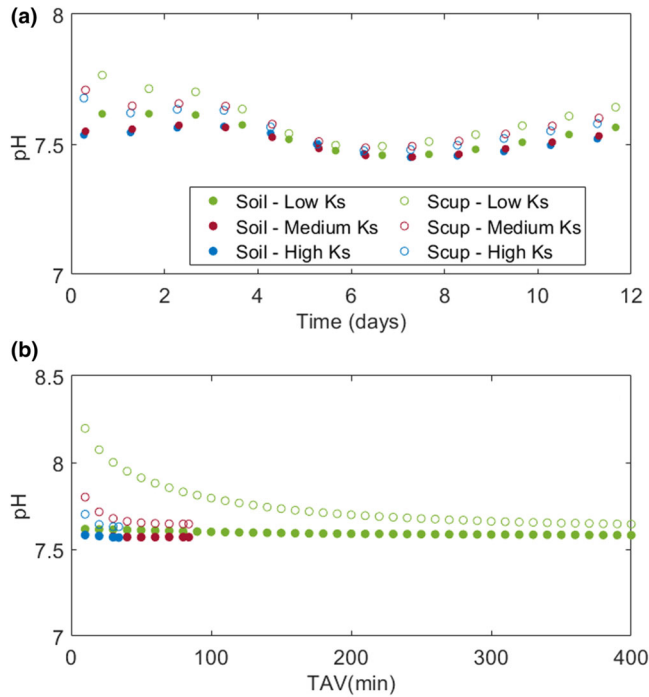 (a)
8
7.5
7
pH
Soil - Low Ks
Scup - Low Ks
Soil - Medium Ks
Scup - Medium Ks
Soil - High Ks
Scup - High Ks
0 2 4 6 8 10 12
Time (days)
(b)
8.5
8
7.5
7
pH
0 100 200 300 400
TAV(min)